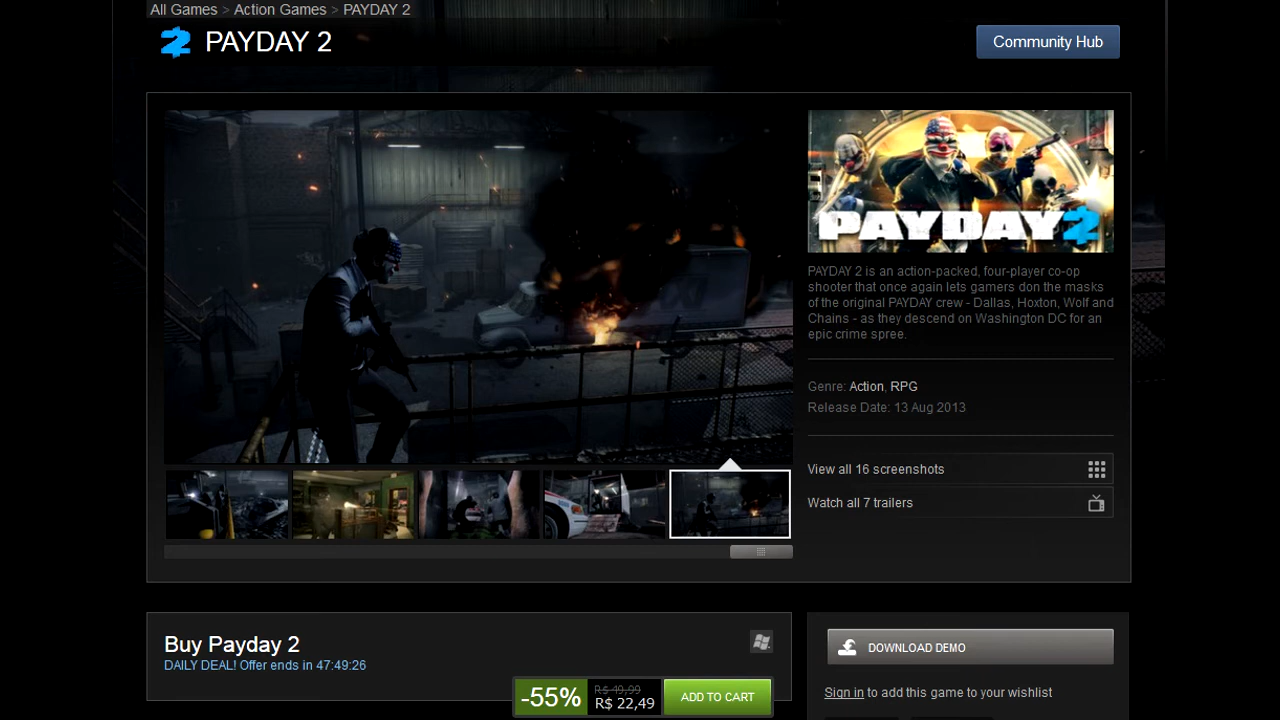 All Games > Action Games > PAYDAY 2
2 PAYDAY 2
Community Hub
PAYDAY 2
PAYDAY 2 is an action-packed, four-player co-op
shooter that once again lets gamers don the masks
of the original PAYDAY crew - Dallas, Hoxton, Wolf and
Chains - as they descend on Washington DC for an
epic crime spree.
Genre: Action, RPG
Release Date: 13 Aug 2013
View all 16 screenshots
Watch all 7 trailers
Buy Payday 2
DAILY DEAL! Offer ends in 47:49:26
-55%
R$ 49,99
R$ 22,49
ADD TO CART
DOWNLOAD DEMO
Sign in to add this game to your wishlist